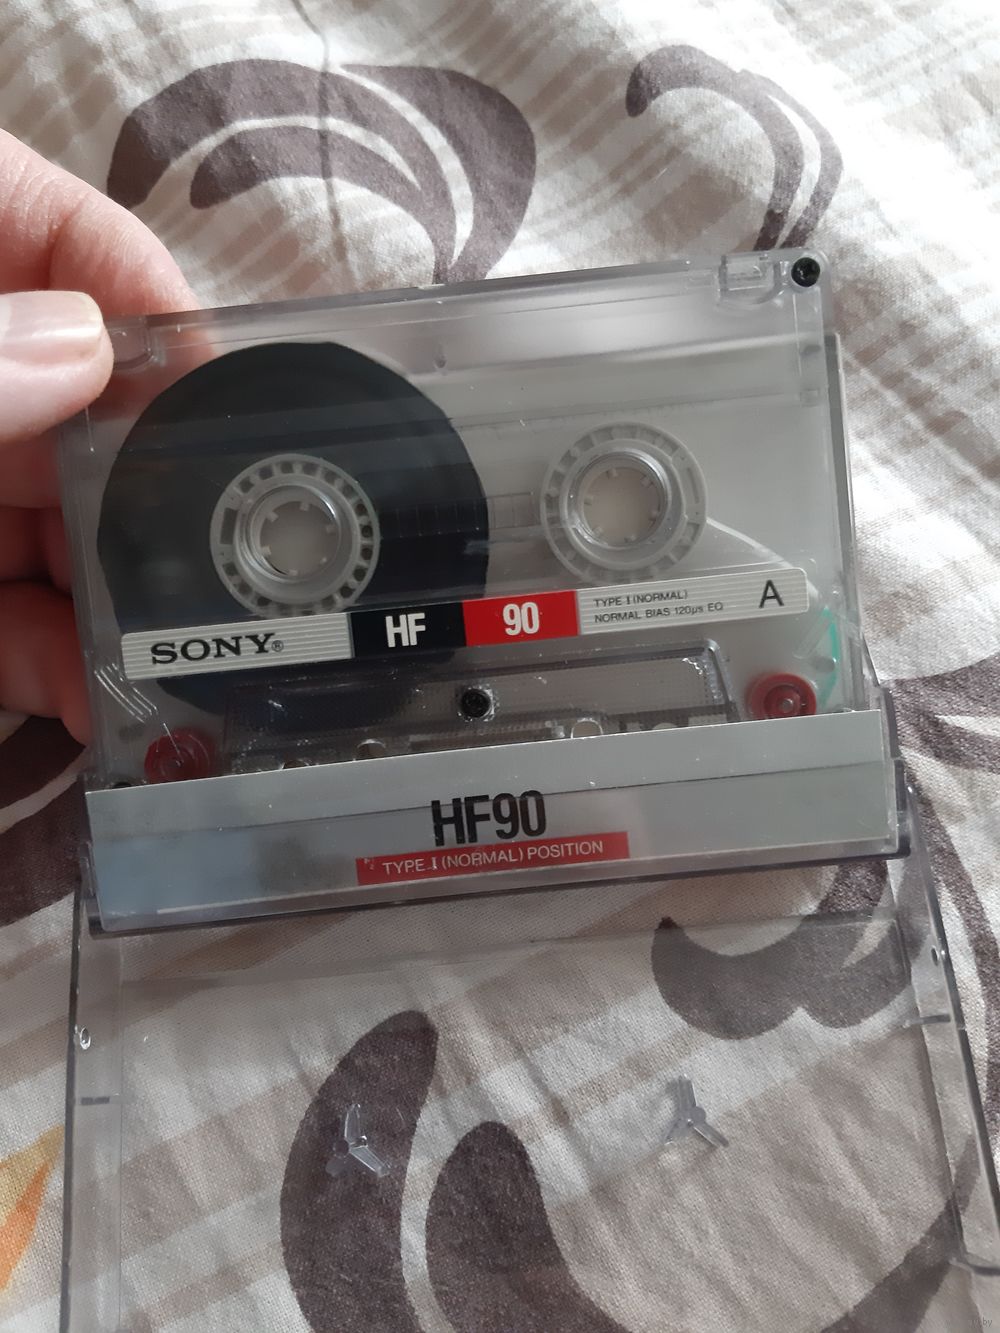 SONY®
HF
90
TYPE I (NORMAL)
NORMAL BIAS 120µs EQ
A
HF90
TYPE I (NORMAL) POSITION